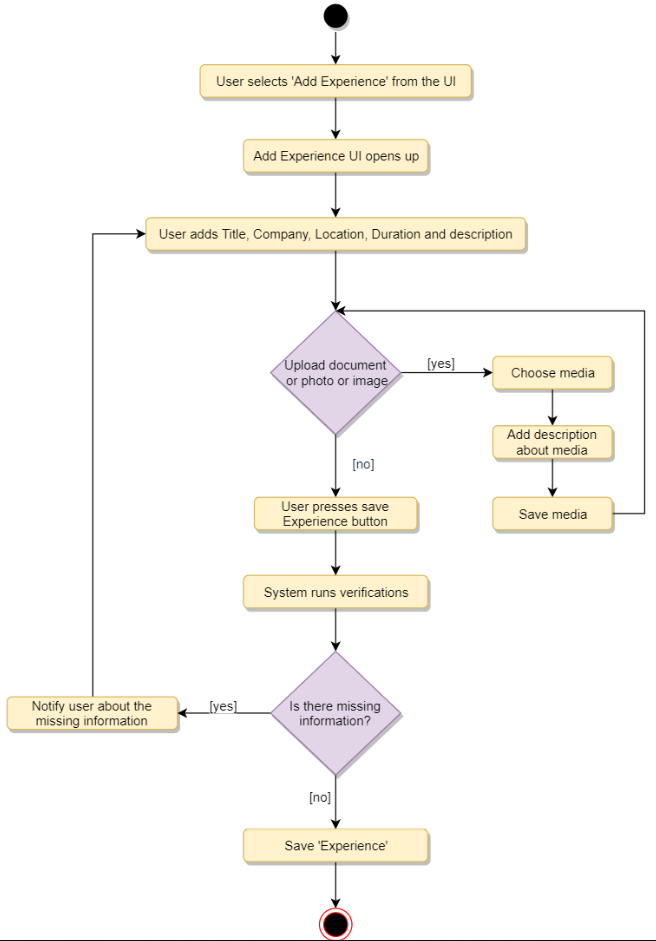 User selects 'Add Experience' from the UI
Add Experience UI opens up
User adds Title, Company, Location, Duration and description
Upload document
or photo or image
[yes]
Choose media
Add description
about media
Save media
[no]
User presses save
Experience button
System runs verifications
Is there missing
information?
[yes]
Notify user about the
missing information
[no]
Save 'Experience'